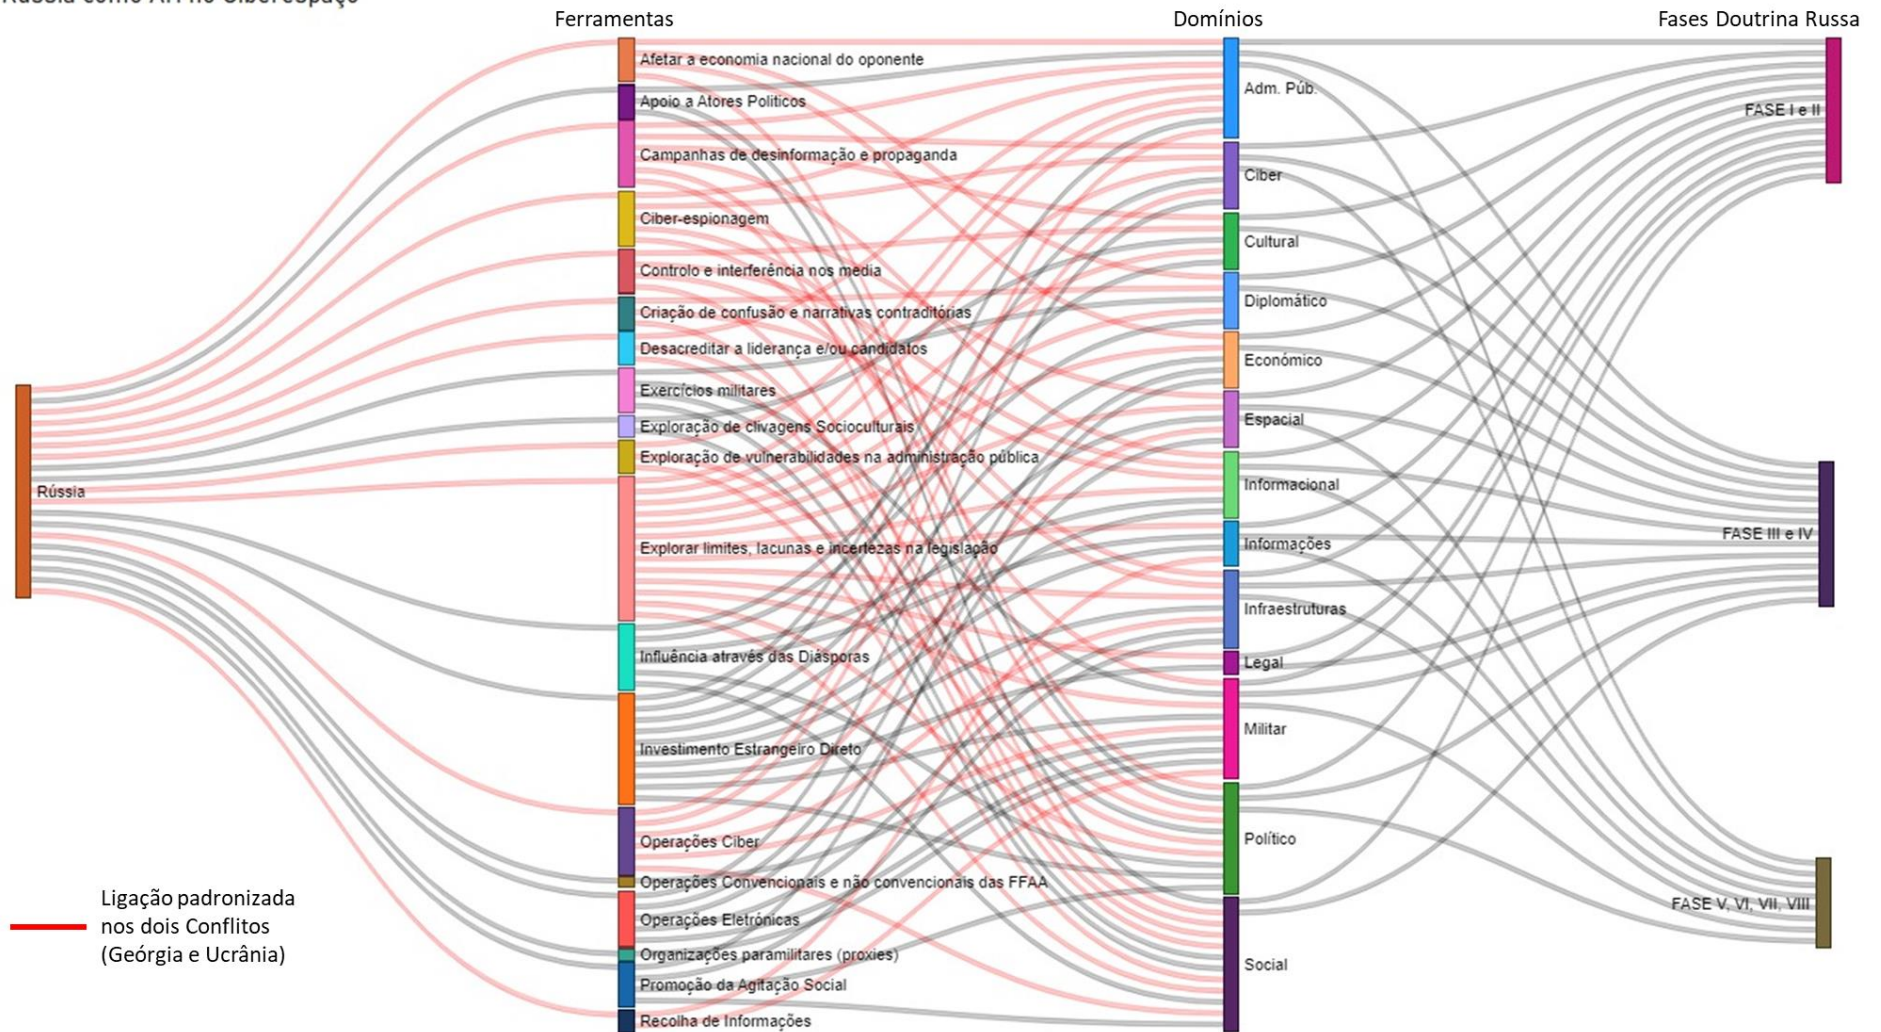 Rússia como
Ferramentas
Domínios
Fases Doutrina Russa
Afetar a economia nacional do oponente
Apoio a Atores Politicos
Campanhas de desinformação e propaganda
Ciber-espionagem
Controlo e interferência nos media
Criação de confusão e narrativas contraditórias
Desacreditar a liderança e/ou candidatos
Exercícios militares
Exploração de clivagens Socioculturais
Exploração de vulnerabilidades na administração pública
Explorar limites, lacunas e incertezas na legislação
Influência através das Diásporas
Investimento Estrangeiro Direto
Operações Ciber
Operações Convencionais e não convencionais das FFAA
Operações Eletrónicas
Organizações paramilitares (proxies)
Promoção da Agitação Social
Recolha de Informações
Rússia
Adm. Púb.
Ciber
Cultural
Diplomático
Económico
Espacial
Informacional
Informações
Infraestruturas
Legal
Militar
Político
Social
FASE I e II
FASE III e IV
FASE V, VI, VII, VIII
Ligação padronizada
nos dois Conflitos
(Geórgia e Ucrânia)